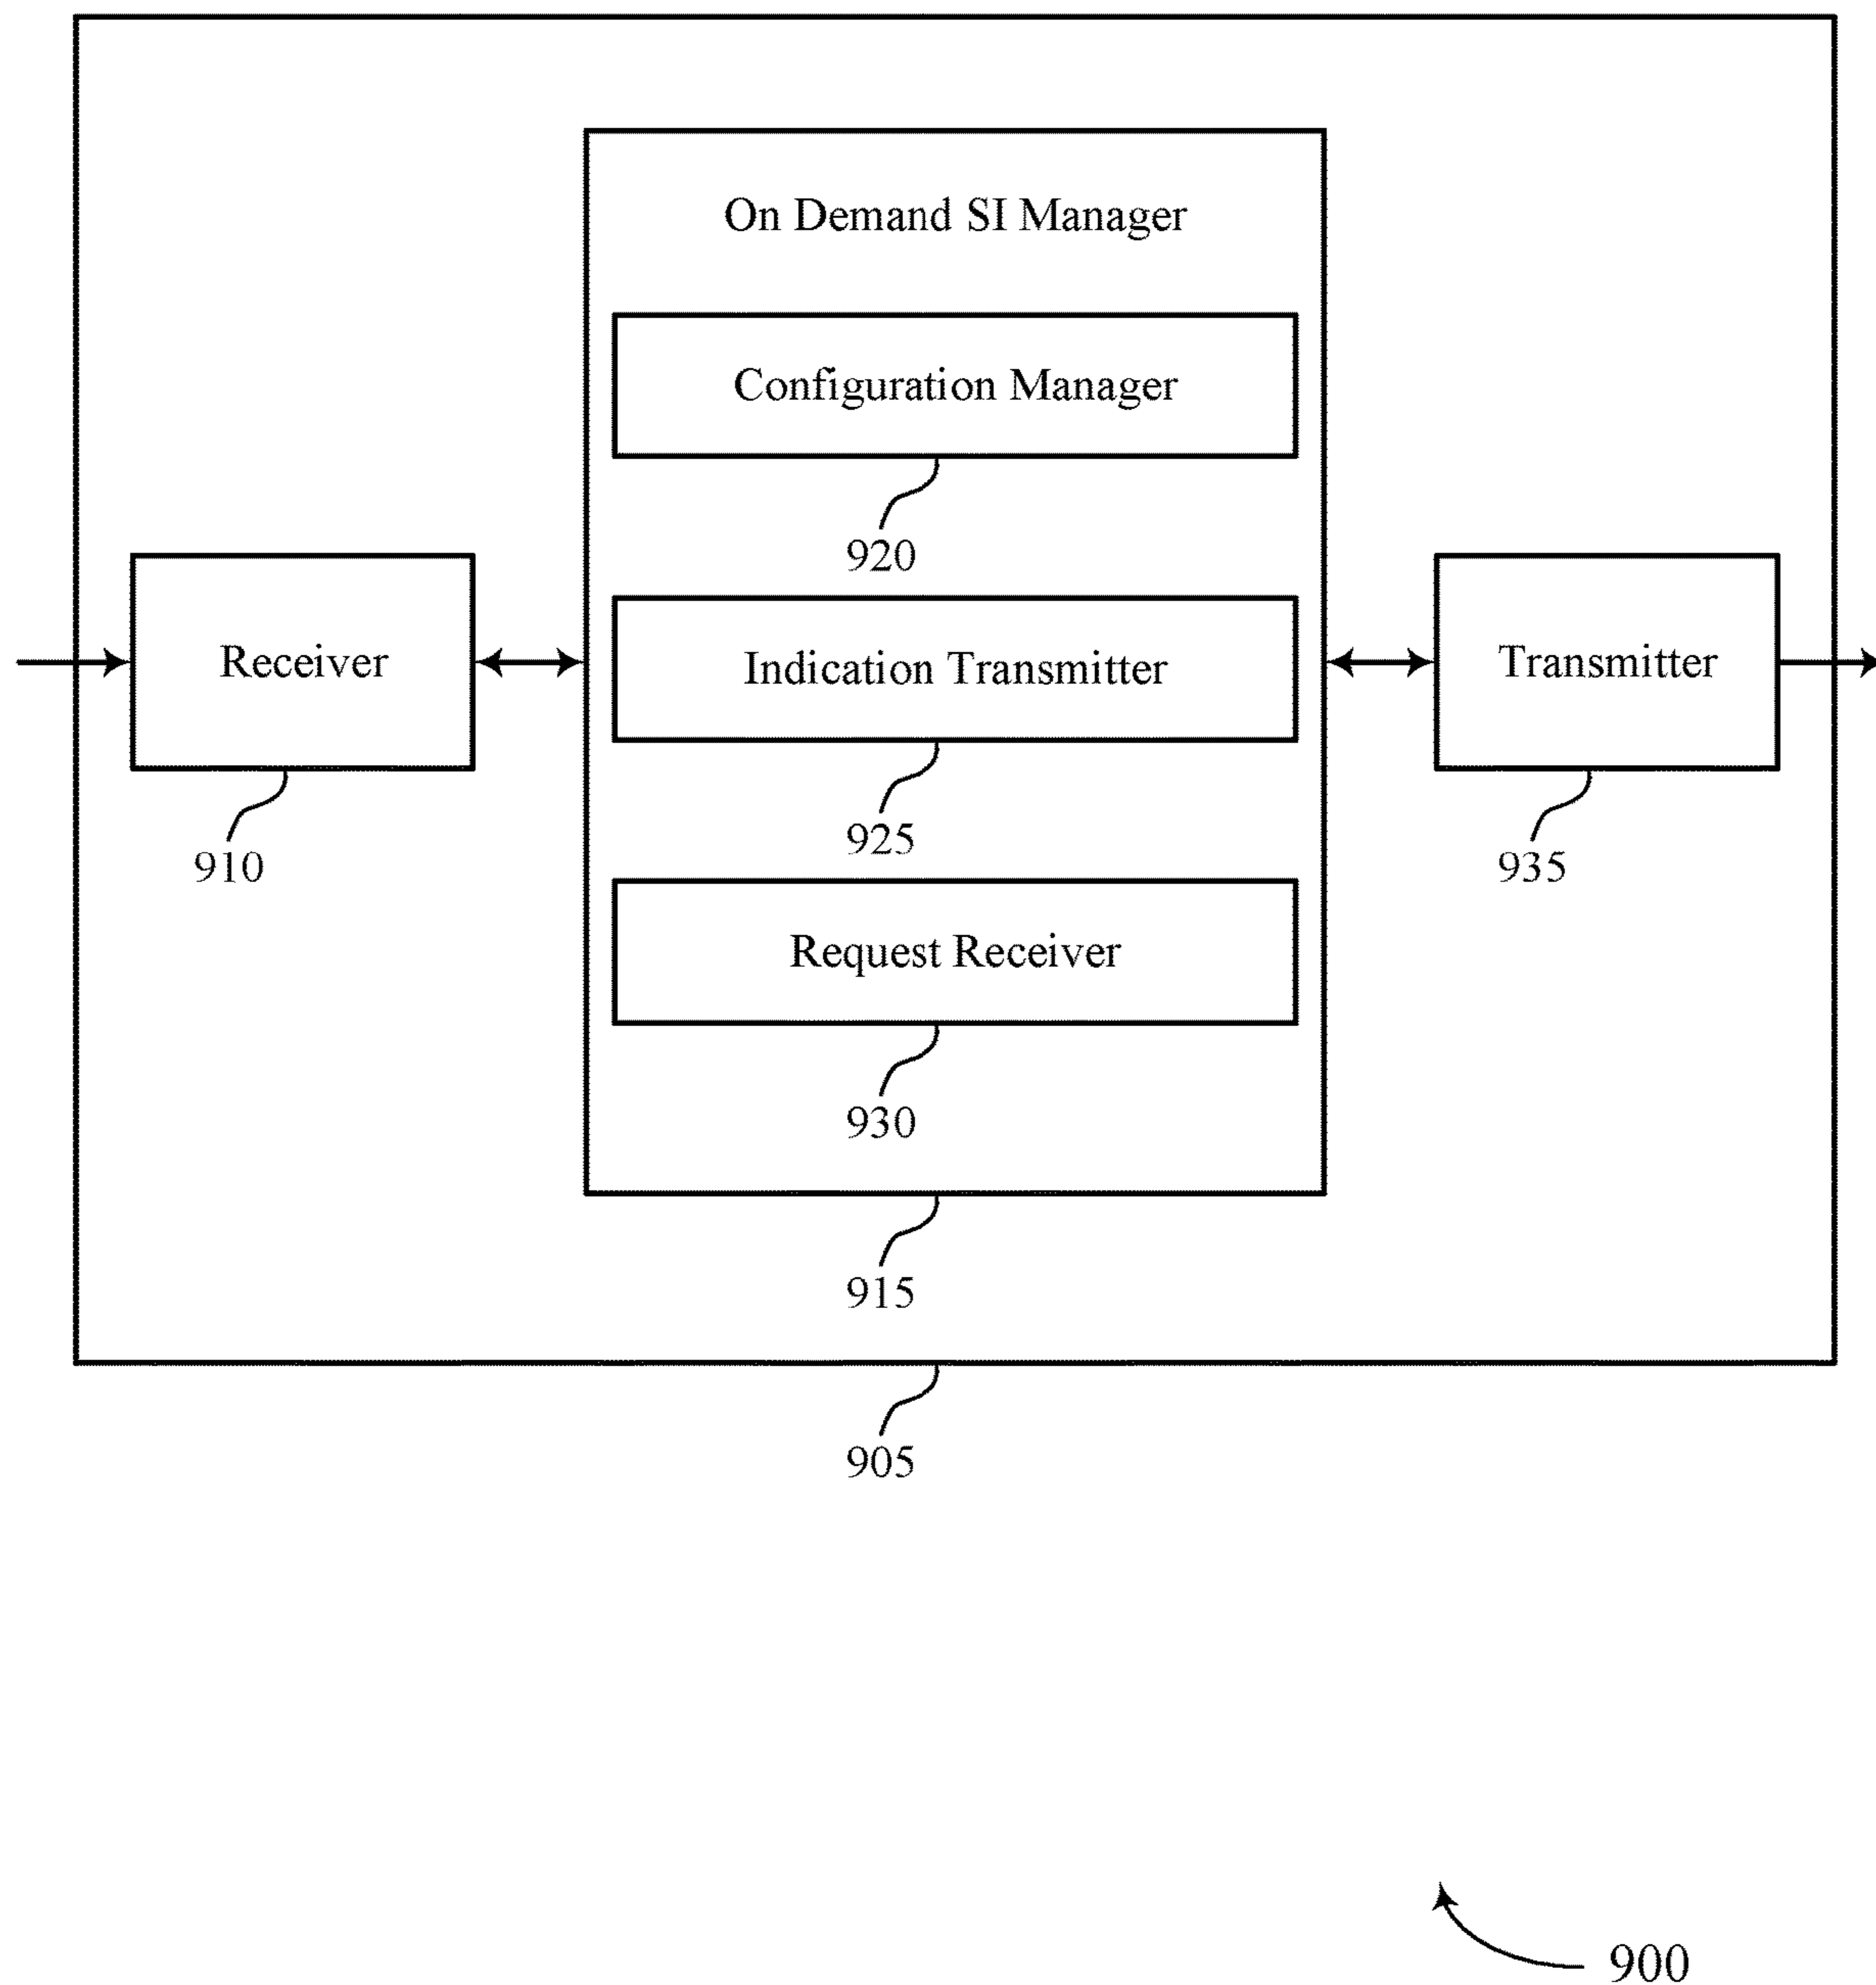 On Demand SI Manager
Configuration Manager
920
Receiver
Indication Transmitter
Transmitter
910
925
935
Request Receiver
930
915
905
900